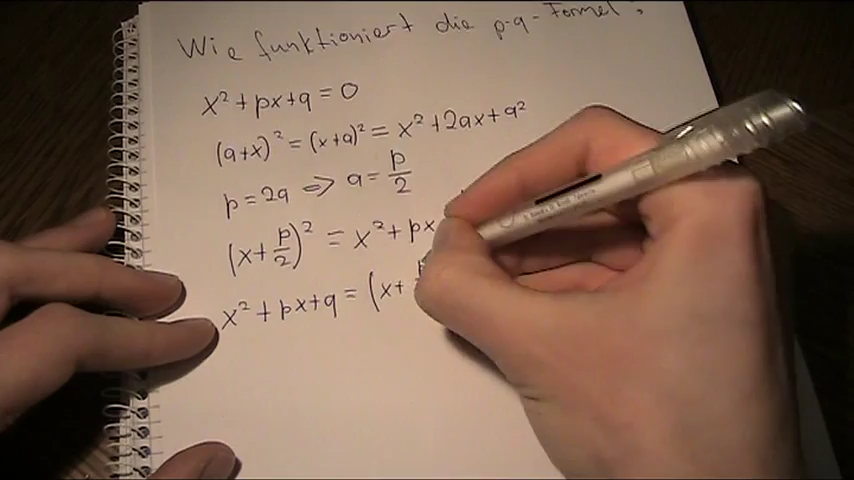 Wie funktioniert die p-q-Formel?
x² + px + q = 0
(a+x)² = (x+a)² = x² + 2ax + a²
p = 2a => a = p/2
(x + p/2)² = x² + px
x² + px + q = (x +